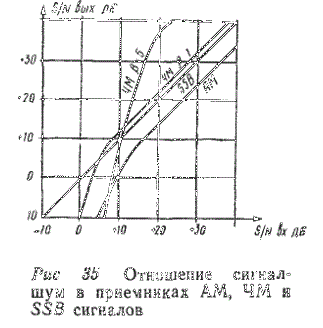 S/N вых дБ
+30
+20
+10
0
10
-10
0
+10
+20
+30
S/N вх дБ
ЧМ В=5
ЧМ В=1
SSB
АМ
Рис 35 Отношение сигнал-
шум в приемниках АМ, ЧМ и
SSB сигналов